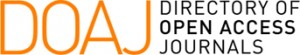 DOAJ
DIRECTORY OF
OPEN ACCESS
JOURNALS